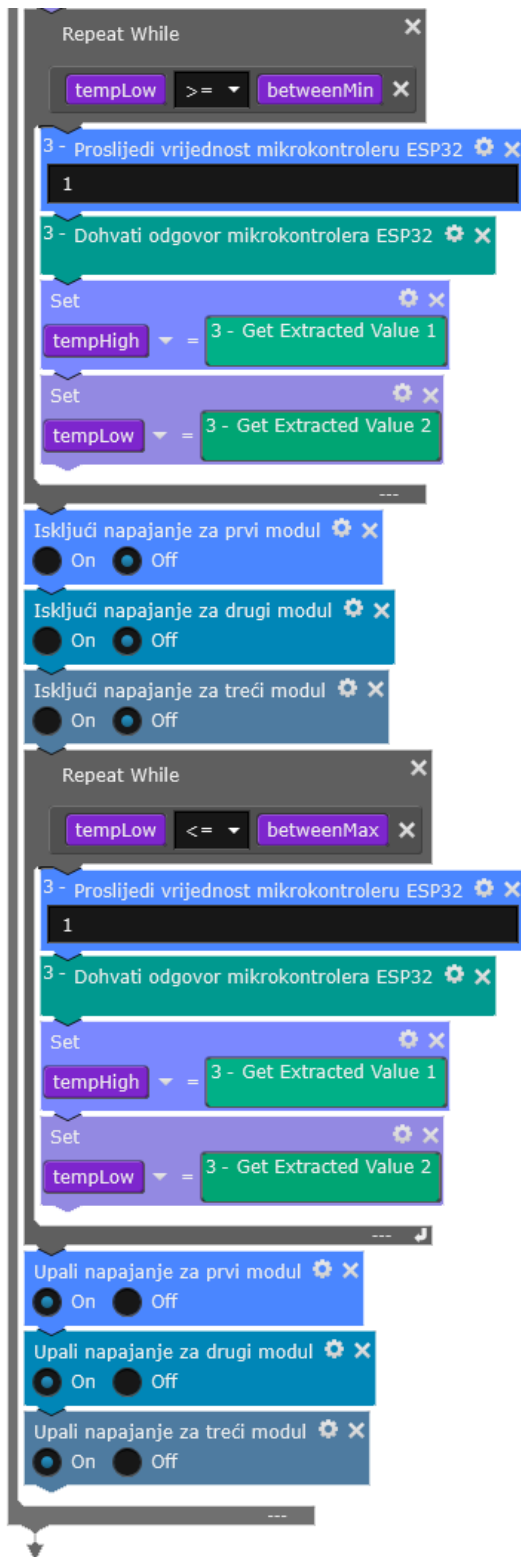 Repeat While
tempLow >= betweenMin
3 - Proslijedi vrijednost mikrokontroleru ESP32
1
3 - Dohvati odgovor mikrokontrolera ESP32
Set
tempHigh = 3 - Get Extracted Value 1
Set
tempLow = 3 - Get Extracted Value 2
---
Isključi napajanje za prvi modul
On Off
Isključi napajanje za drugi modul
On Off
Isključi napajanje za treći modul
On Off
Repeat While
tempLow <= betweenMax
3 - Proslijedi vrijednost mikrokontroleru ESP32
1
3 - Dohvati odgovor mikrokontrolera ESP32
Set
tempHigh = 3 - Get Extracted Value 1
Set
tempLow = 3 - Get Extracted Value 2
---
Upali napajanje za prvi modul
On Off
Upali napajanje za drugi modul
On Off
Upali napajanje za treći modul
On Off
---